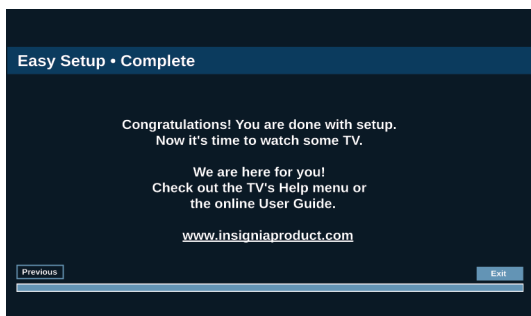 Easy Setup • Complete
Congratulations! You are done with setup.
Now it's time to watch some TV.
We are here for you!
Check out the TV's Help menu or
the online User Guide.
www.insigniaproduct.com
Previous
Exit